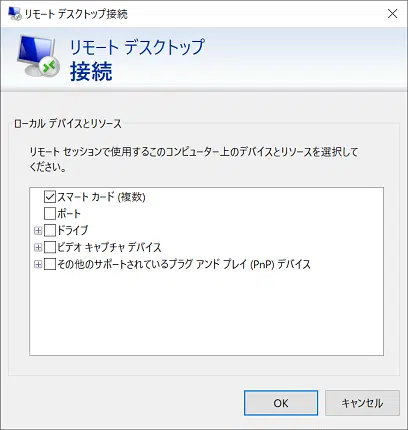 リモート デスクトップ接続
リモート デスクトップ
接続
ローカル デバイスとリソース
リモート セッションで使用するこのコンピューター上のデバイスとリソースを選択して
ください。
スマート カード (複数)
ポート
ドライブ
ビデオ キャプチャ デバイス
その他のサポートされているプラグ アンド プレイ (PnP) デバイス
OK
キャンセル